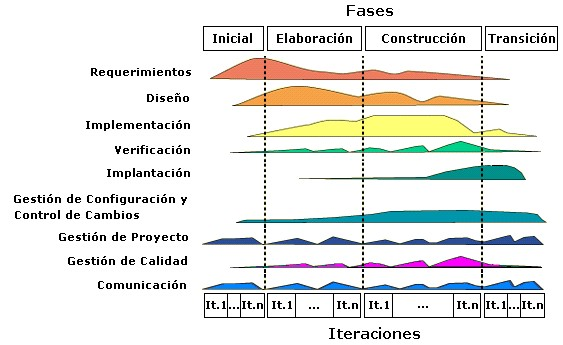 Fases
Inicial Elaboración Construcción Transición
Requerimientos
Diseño
Implementación
Verificación
Implantación
Gestión de Configuración y
Control de Cambios
Gestión de Proyecto
Gestión de Calidad
Comunicación
It.1 ... It.n It.1 ... It.n It.1 ... It.n It.1 ... It.n
Iteraciones